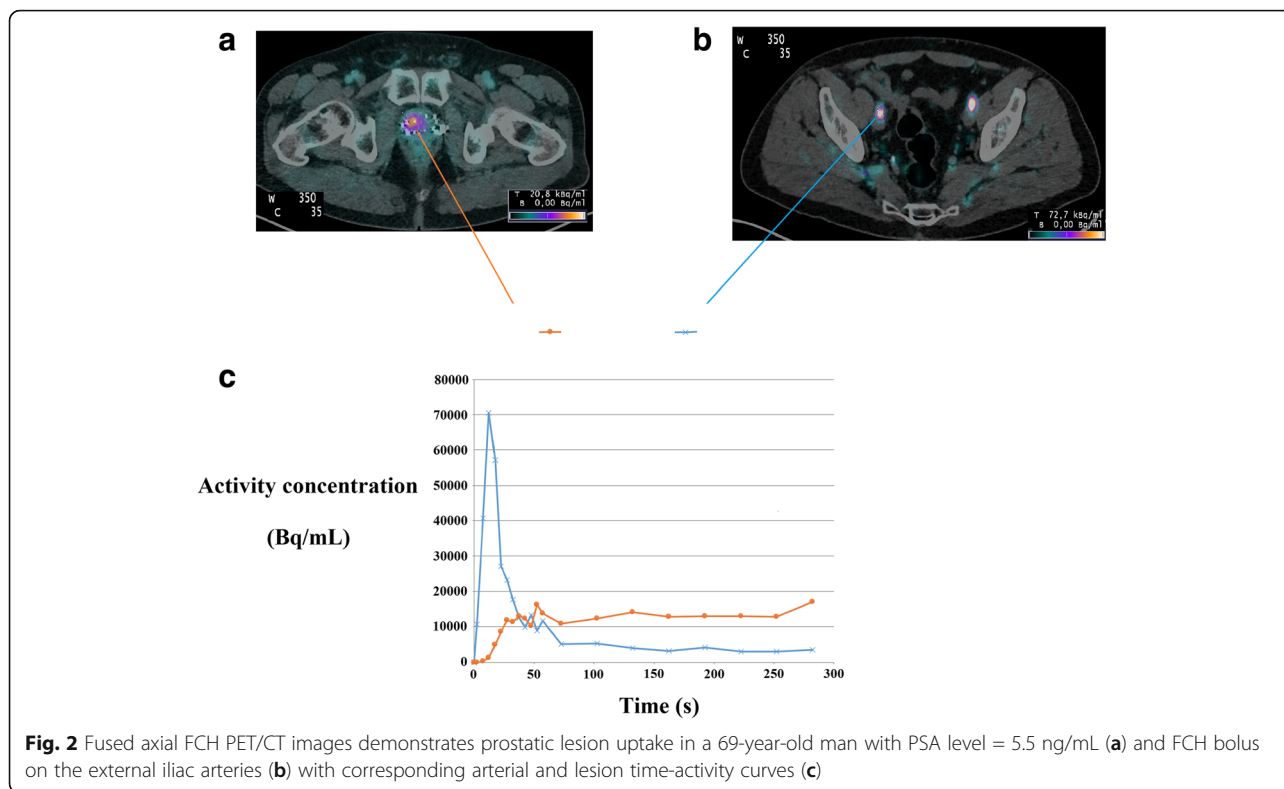 a
W 350
C 35
T 20,8 kBq/ml
B 0,00 Bq/ml
b
W 350
C 35
T 72,7 kBq/ml
B 0,00 Bq/ml
c
Activity concentration
(Bq/mL)
80000
70000
60000
50000
40000
30000
20000
10000
0
0 50 100 150 200 250 300
Time (s)
Fig. 2 Fused axial FCH PET/CT images demonstrates prostatic lesion uptake in a 69-year-old man with PSA level = 5.5 ng/mL (a) and FCH bolus
on the external iliac arteries (b) with corresponding arterial and lesion time-activity curves (c)